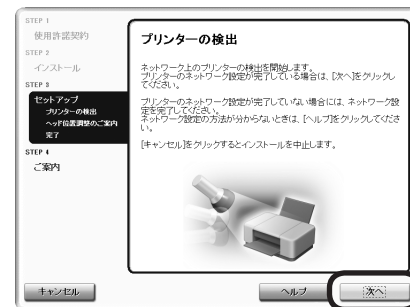 STEP 1
使用許諾契約
STEP 2
インストール
STEP 3
セットアップ
プリンターの検出
ヘッド位置調整のご案内
完了
STEP 4
ご案内
プリンターの検出
ネットワーク上のプリンターの検出を開始します。
プリンターのネットワーク設定が完了している場合は、[次へ]をクリックし
てください。
プリンターのネットワーク設定が完了していない場合には、ネットワーク設
定を完了してください。
ネットワーク設定の方法が分からないときは、[ヘルプ]をクリックしてくださ
い。
[キャンセル]をクリックするとインストールを中止します。
キャンセル
ヘルプ
次へ